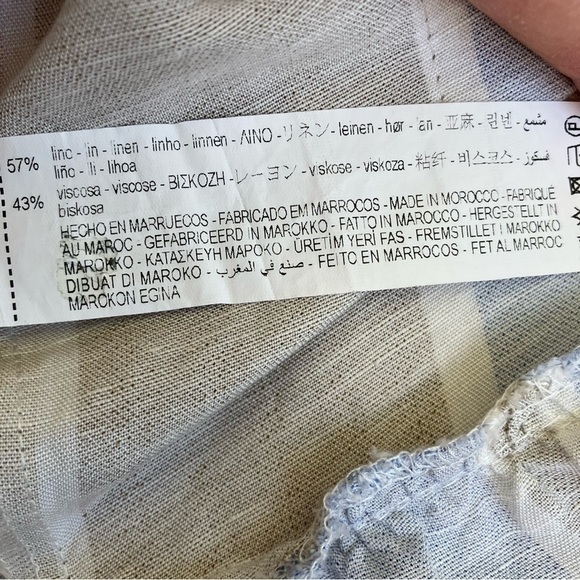 57% lino - lin - linen - linho - linnen - ΛΙΝΟ - リネン - leinen - hør - lan - 亚麻 - 린넨 - مشمع
liño - li - lihoa
43% viscosa - viscose - ΒΙΣΚΟΖΗ - レーヨン - viskose - viskoza - 粘纤 - 비스코스 - فسكوز
biskosa
HECHO EN MARRUECOS - FABRICADO EM MARROCOS - MADE IN MOROCCO - FABRIQUÉ
AU MAROC - GEFABRICEERD IN MAROKKO - FATTO IN MAROCCO - HERGESTELLT IN
MAROKKO - ΚΑΤΑΣΚΕΥΗ ΜΑΡΟΚΟ - ÜRETİM YERİ FAS - FREMSTILLET I MAROKKO
DIBUAT DI MAROKO - صنع في المغرب - FEITO EN MARROCOS - FET AL MARROC
MAROKON EGINA